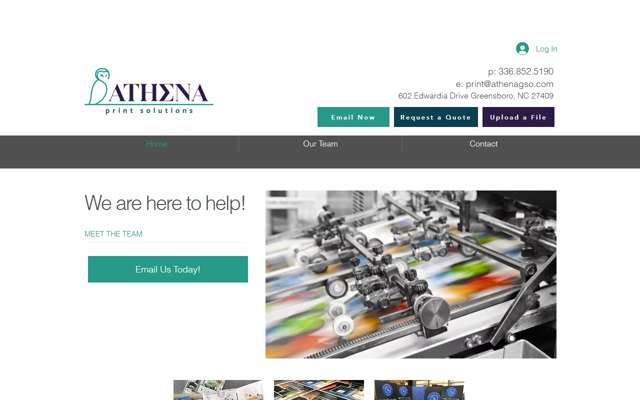 Log In
p: 336.852.5190
e: print@athenagso.com
602 Edwardia Drive Greensboro, NC 27409
ATHENA
print solutions
Email Now
Request a Quote
Upload a File
Home
Our Team
Contact
We are here to help!
MEET THE TEAM
Email Us Today!